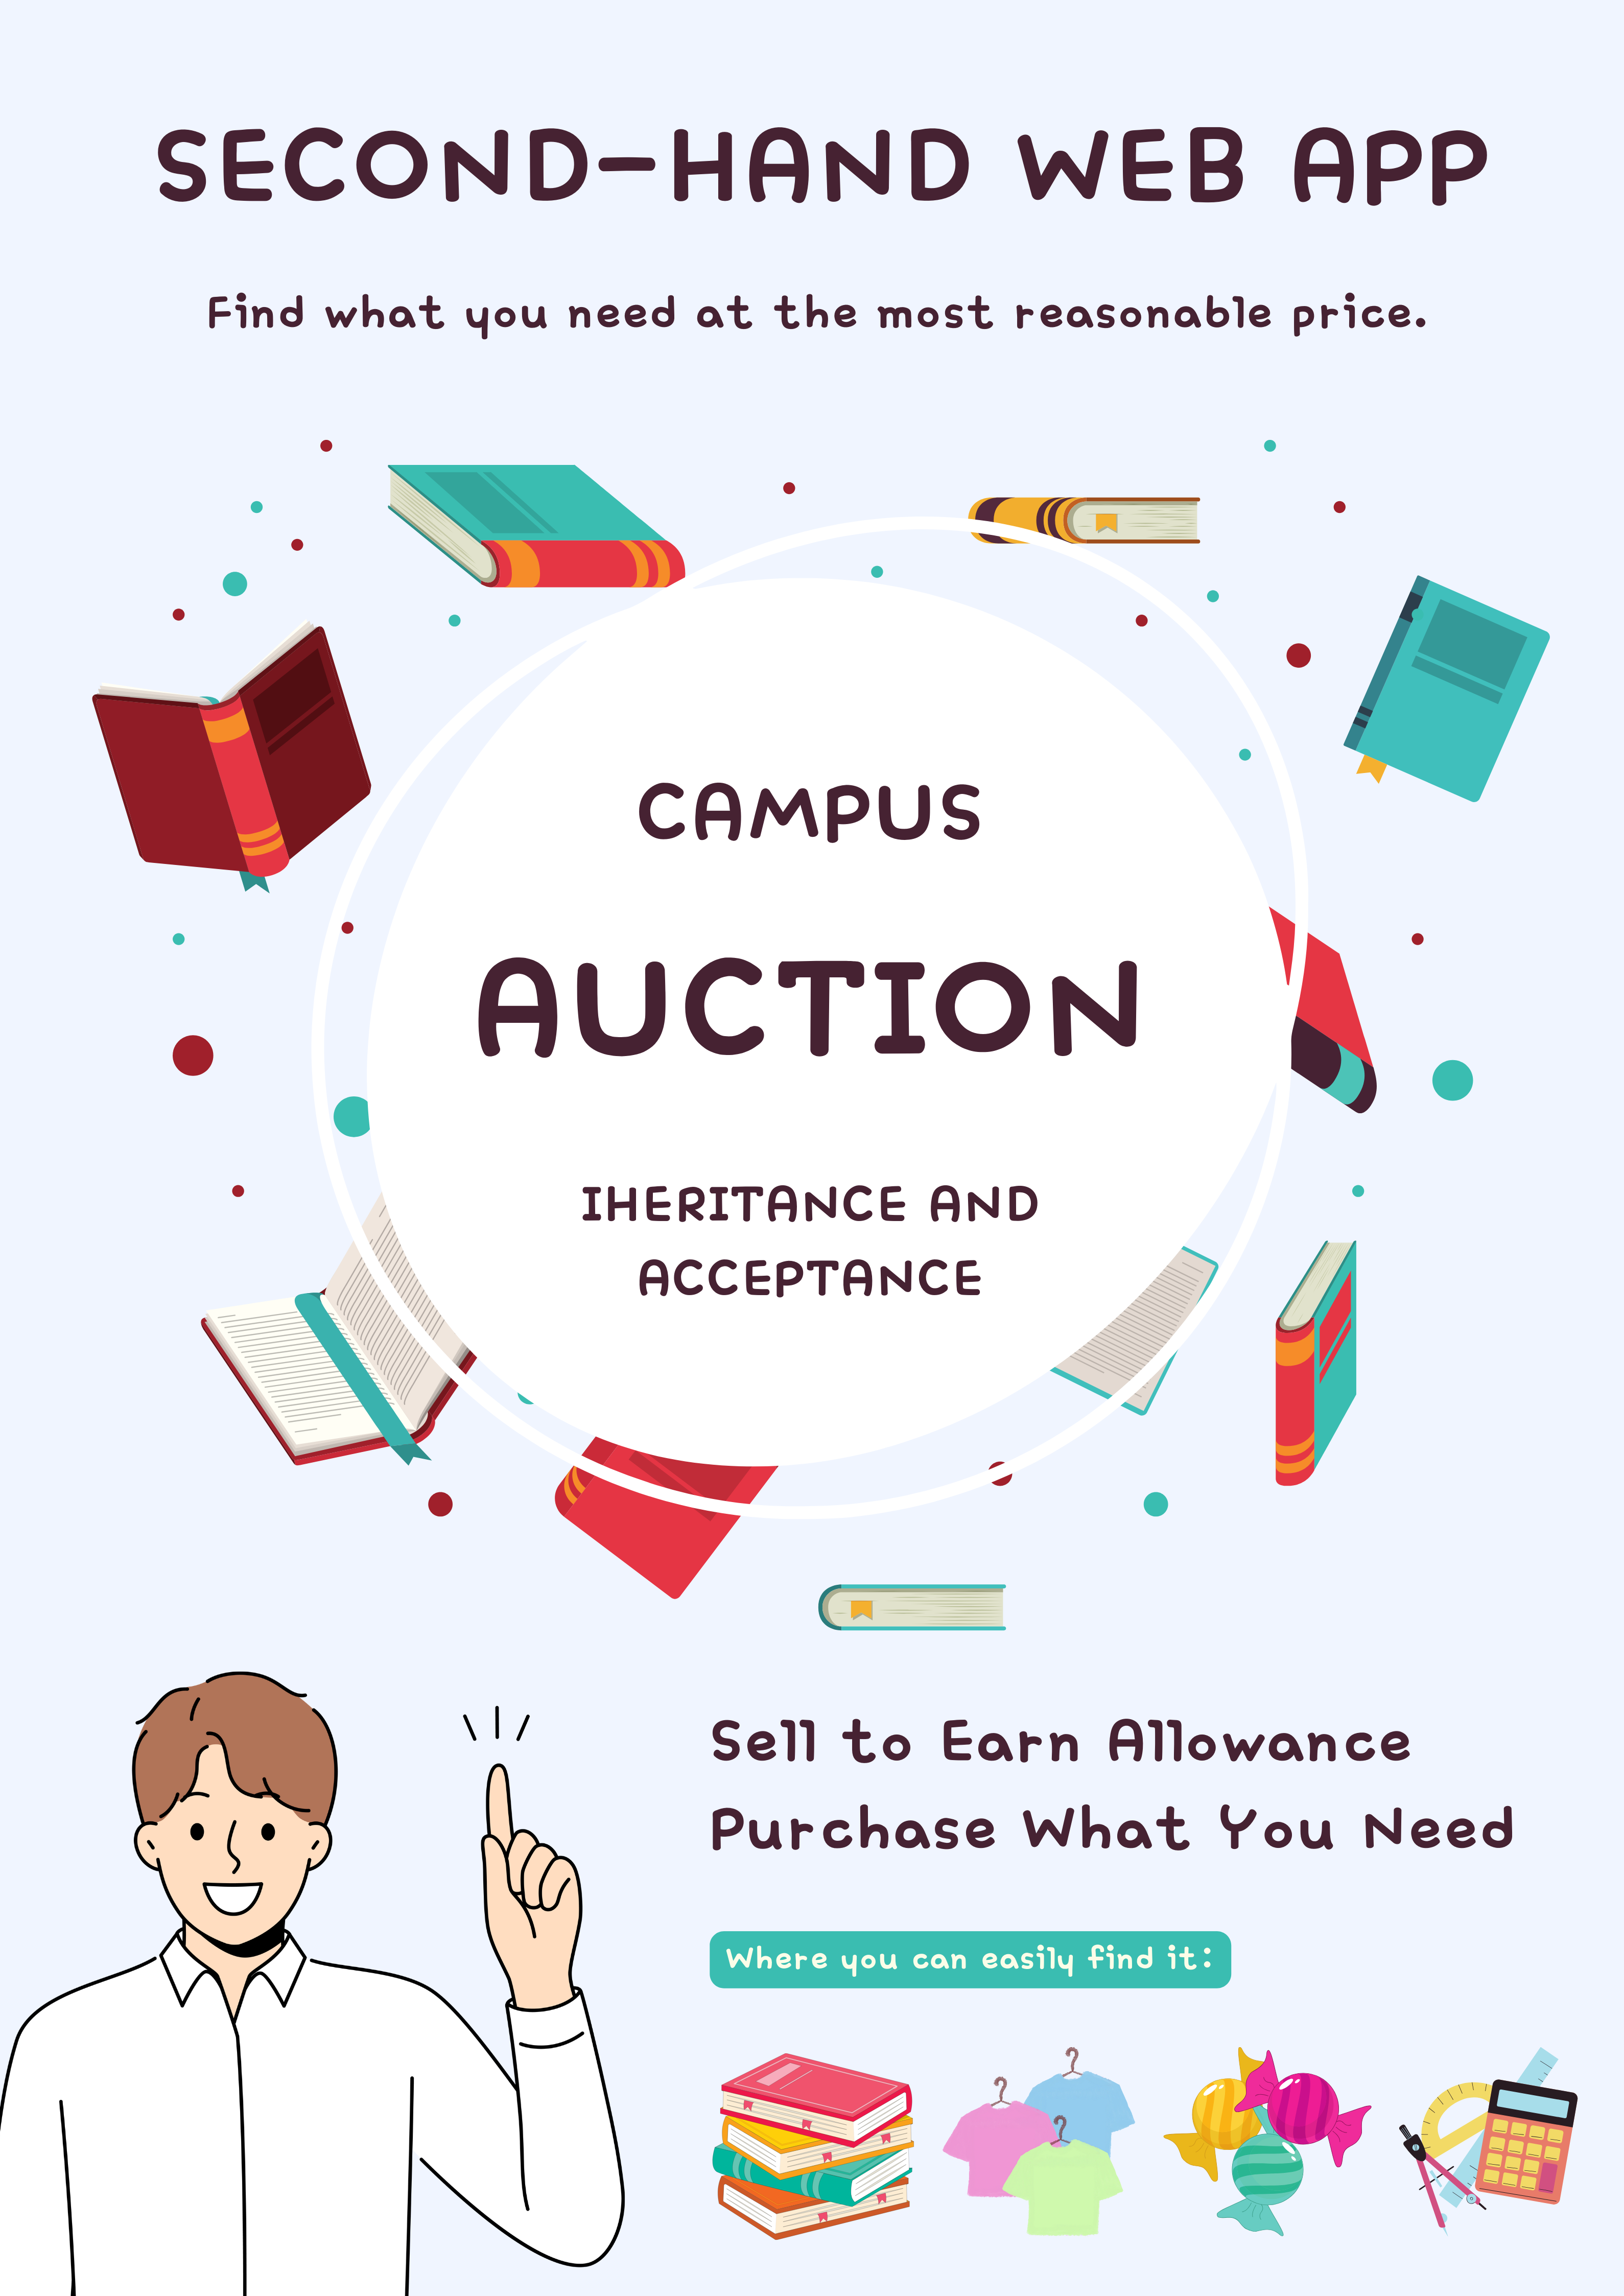 SECOND-HAND WEB APP
Find what you need at the most reasonable price.
CAMPUS
AUCTION
IHERITANCE AND
ACCEPTANCE
Sell to Earn Allowance
Purchase What You Need
Where you can easily find it: